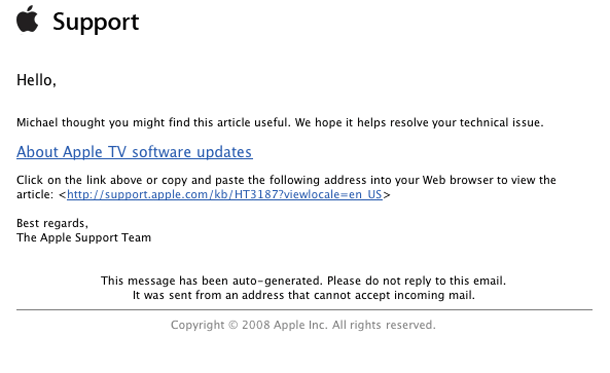 Support
Hello,
Michael thought you might find this article useful. We hope it helps resolve your technical issue.
About Apple TV software updates
Click on the link above or copy and paste the following address into your Web browser to view the
article: <http://support.apple.com/kb/HT3187?viewlocale=en_US>
Best regards,
The Apple Support Team
This message has been auto-generated. Please do not reply to this email.
It was sent from an address that cannot accept incoming mail.
Copyright © 2008 Apple Inc. All rights reserved.